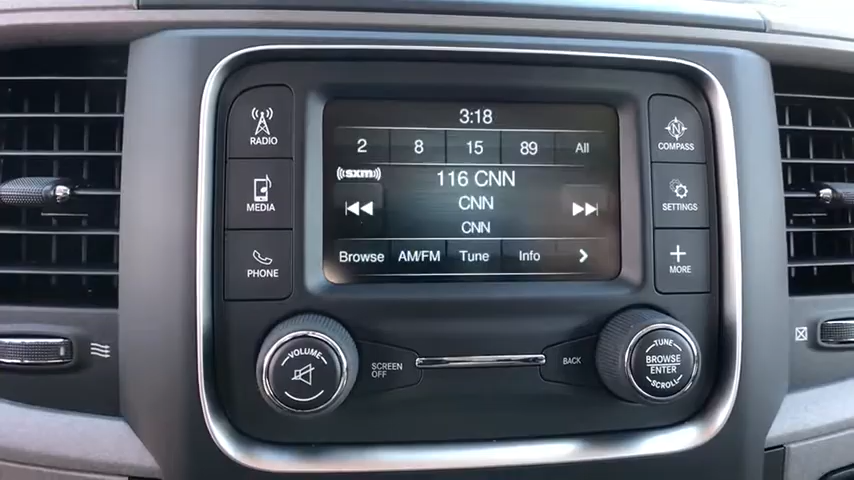 3:18
2 8 15 89 All
((sxm))
116 CNN
CNN
CNN
Browse AM/FM Tune Info
RADIO
MEDIA
PHONE
N
COMPASS
SETTINGS
MORE
VOLUME
SCREEN
OFF
BACK
TUNE
BROWSE
ENTER
SCROLL